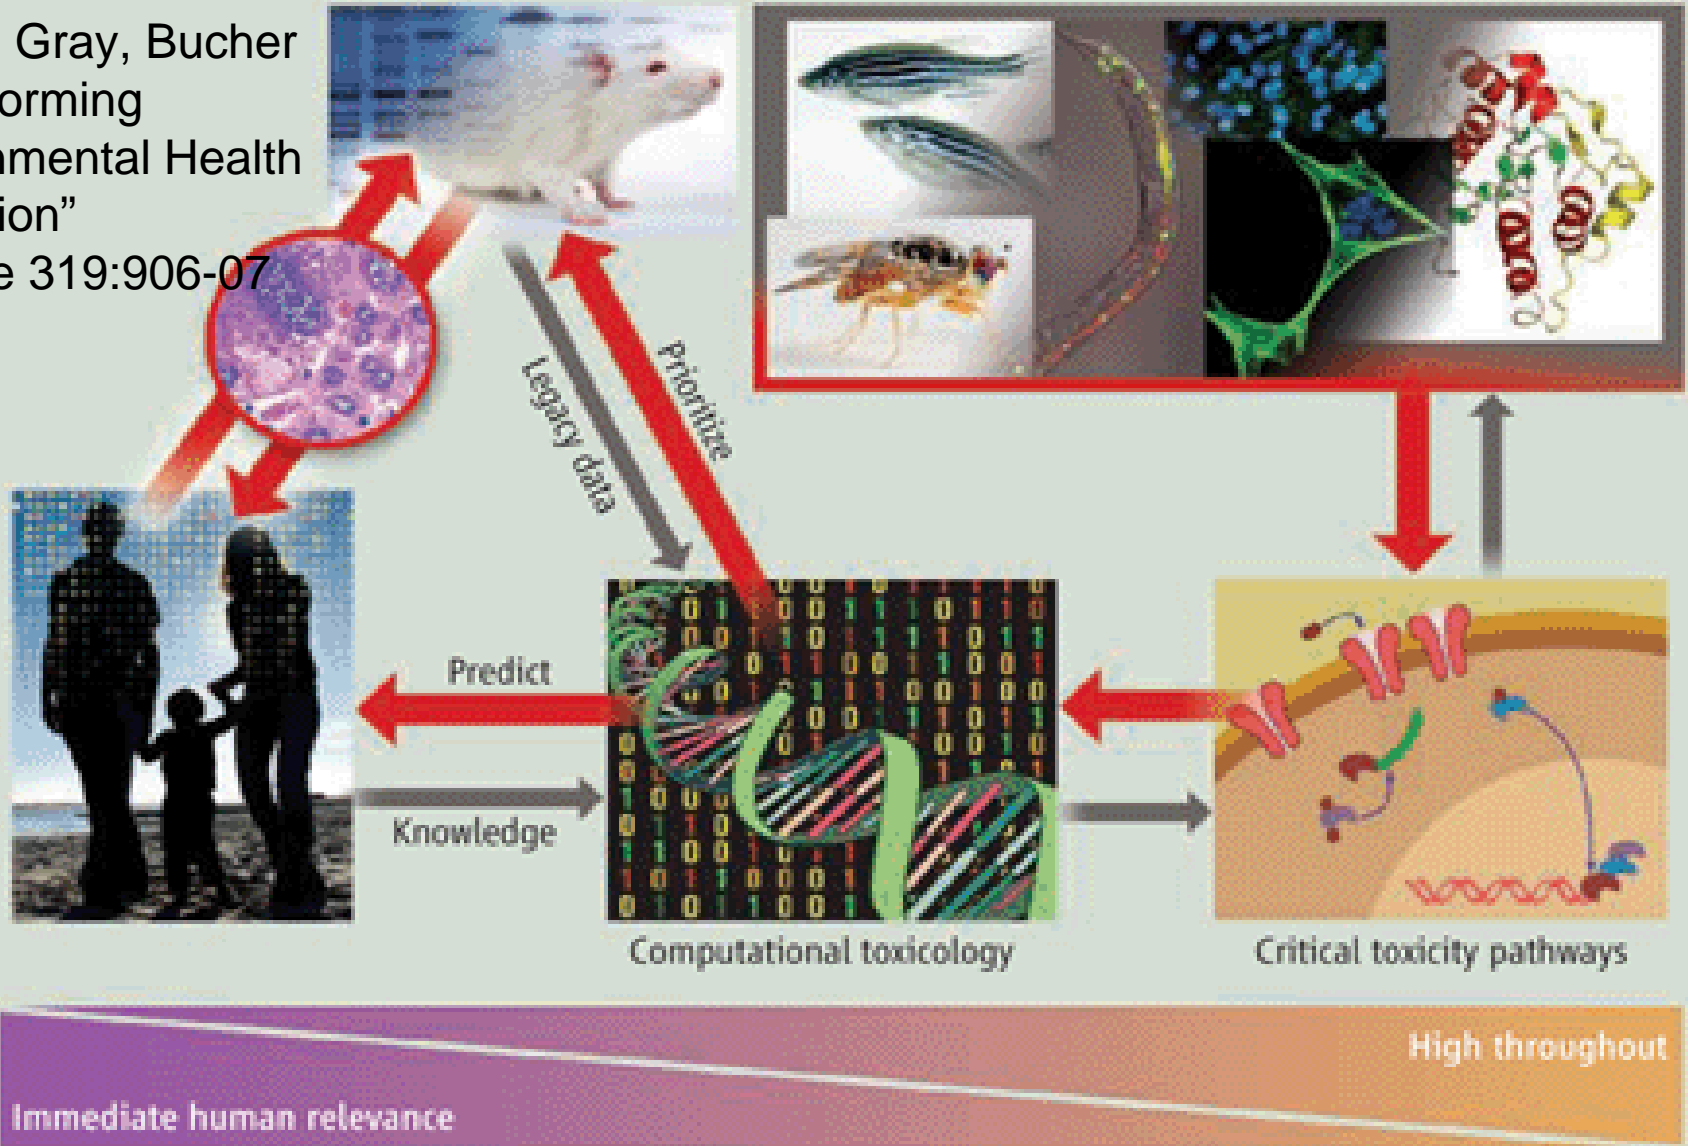 Gray, Bucher
orming
nmental Health
ion”
e 319:906-07
Legacy data
Prioritize
Predict
Knowledge
Computational toxicology
Critical toxicity pathways
High throughout
Immediate human relevance